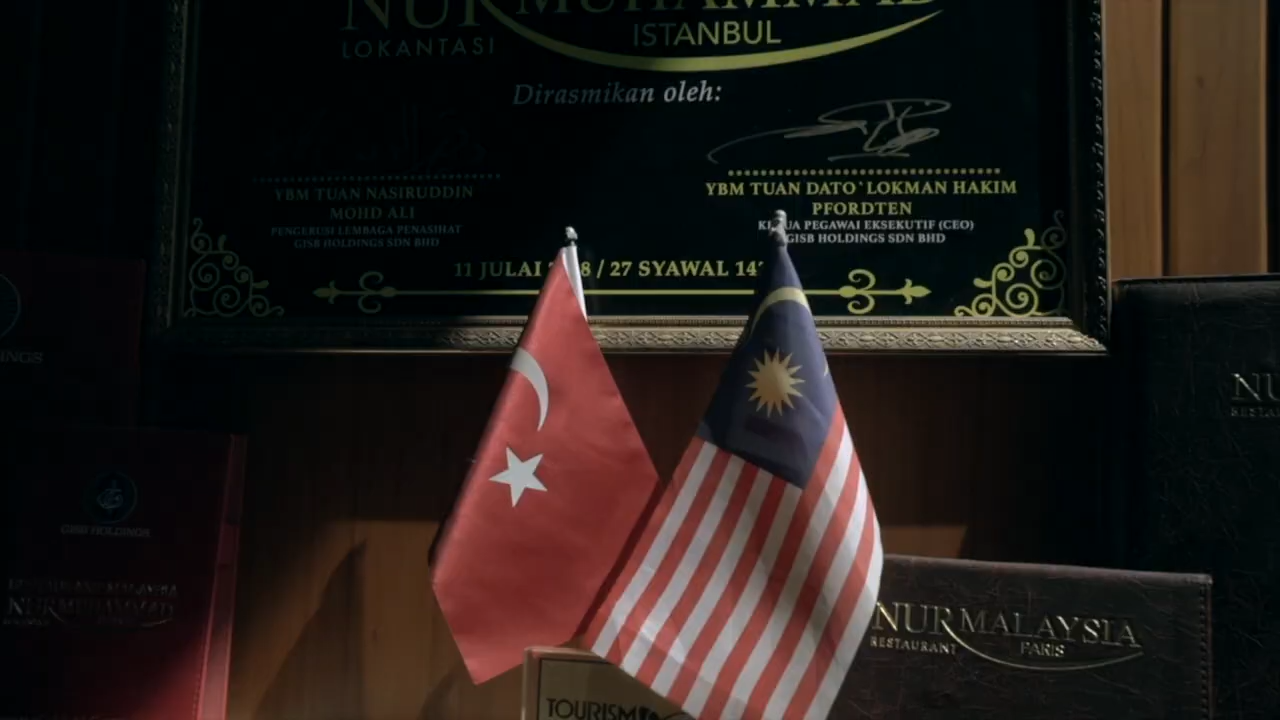 NUR MUHAMMAD
LOKANTASI
ISTANBUL
Dirasmikan oleh:
YBM TUAN NASIRUDDIN
MOHD ALI
PENGERUSI LEMBAGA PENASIHAT
GISB HOLDINGS SDN BHD
YBM TUAN DATO' LOKMAN HAKIM
PFORDTEN
PEGAWAI EKSEKUTIF (CEO)
GISB HOLDINGS SDN BHD
11 JULAI / 27 SYAWAL
GISB HOLDINGS
NURMUHAMMAD
NUR MALAYSIA
RESTAURANT
PARIS
TOURISM